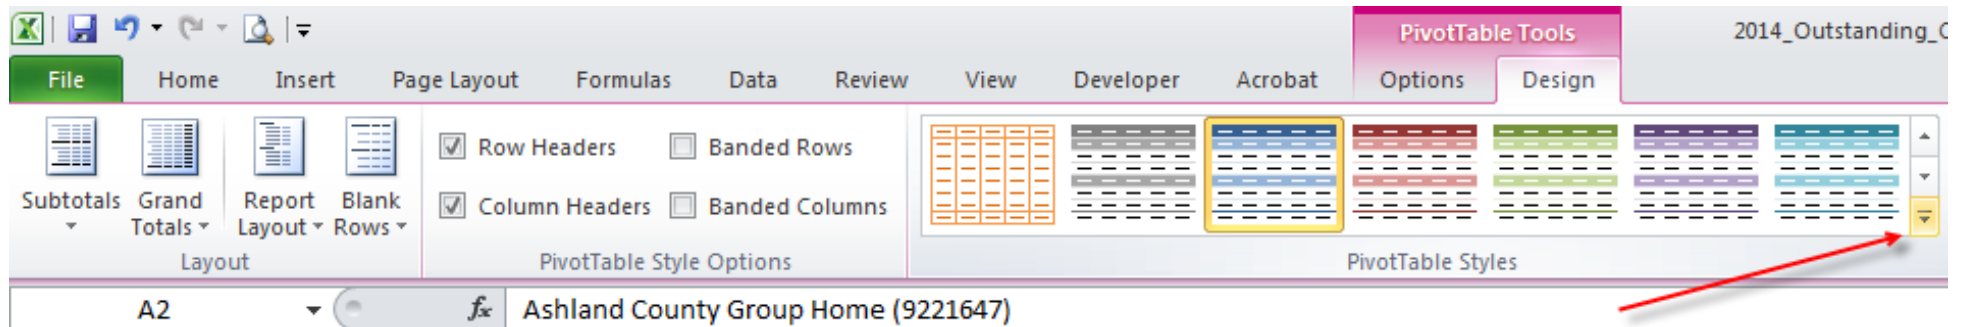 PivotTable Tools
2014_Outstanding_
File Home Insert Page Layout Formulas Data Review View Developer Acrobat Options Design
Subtotals
Grand Totals
Report Layout
Blank Rows
Layout
Row Headers
Banded Rows
Column Headers
Banded Columns
PivotTable Style Options
PivotTable Styles
A2
fx
Ashland County Group Home (9221647)